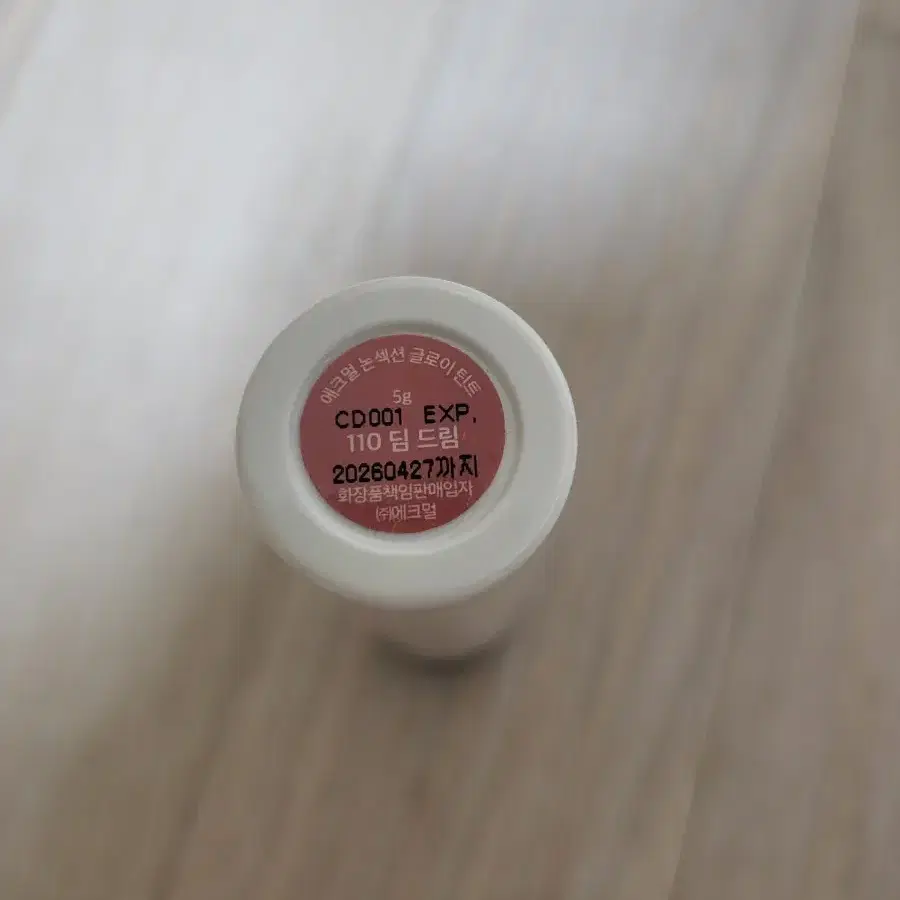 에크멀 논섹션 글로이 틴트
5g
CD001 EXP.
110 딤 드림
20260427까지
화장품책임판매업자
㈜에크멀